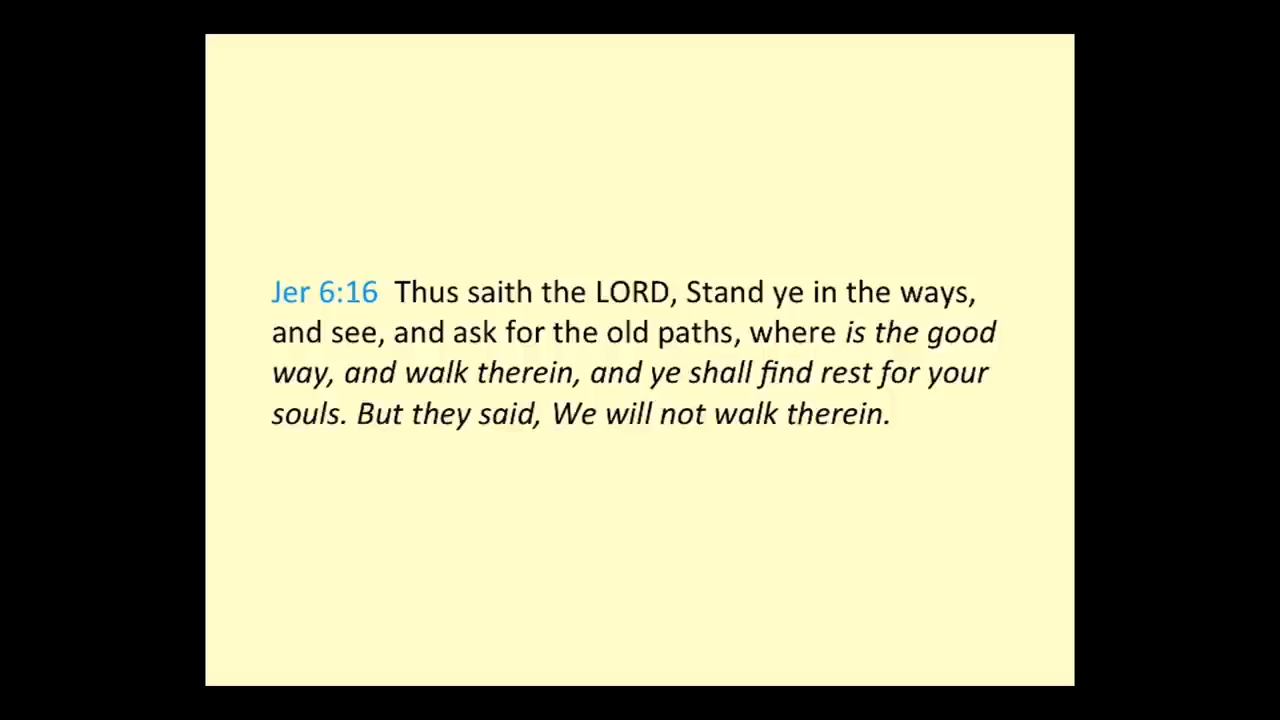 Jer 6:16  Thus saith the LORD, Stand ye in the ways,
and see, and ask for the old paths, where is the good
way, and walk therein, and ye shall find rest for your
souls. But they said, We will not walk therein.